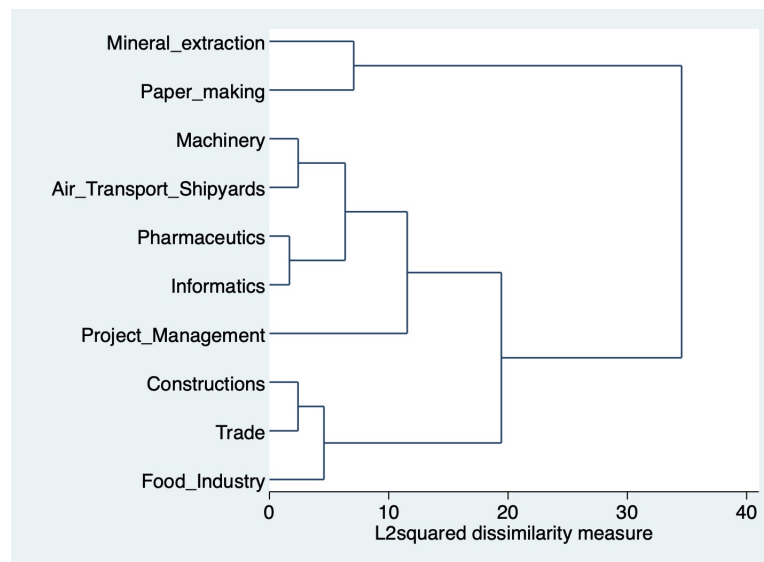 Mineral_extraction
Paper_making
Machinery
Air_Transport_Shipyards
Pharmaceutics
Informatics
Project_Management
Constructions
Trade
Food_Industry
0 10 20 30 40
L2squared dissimilarity measure